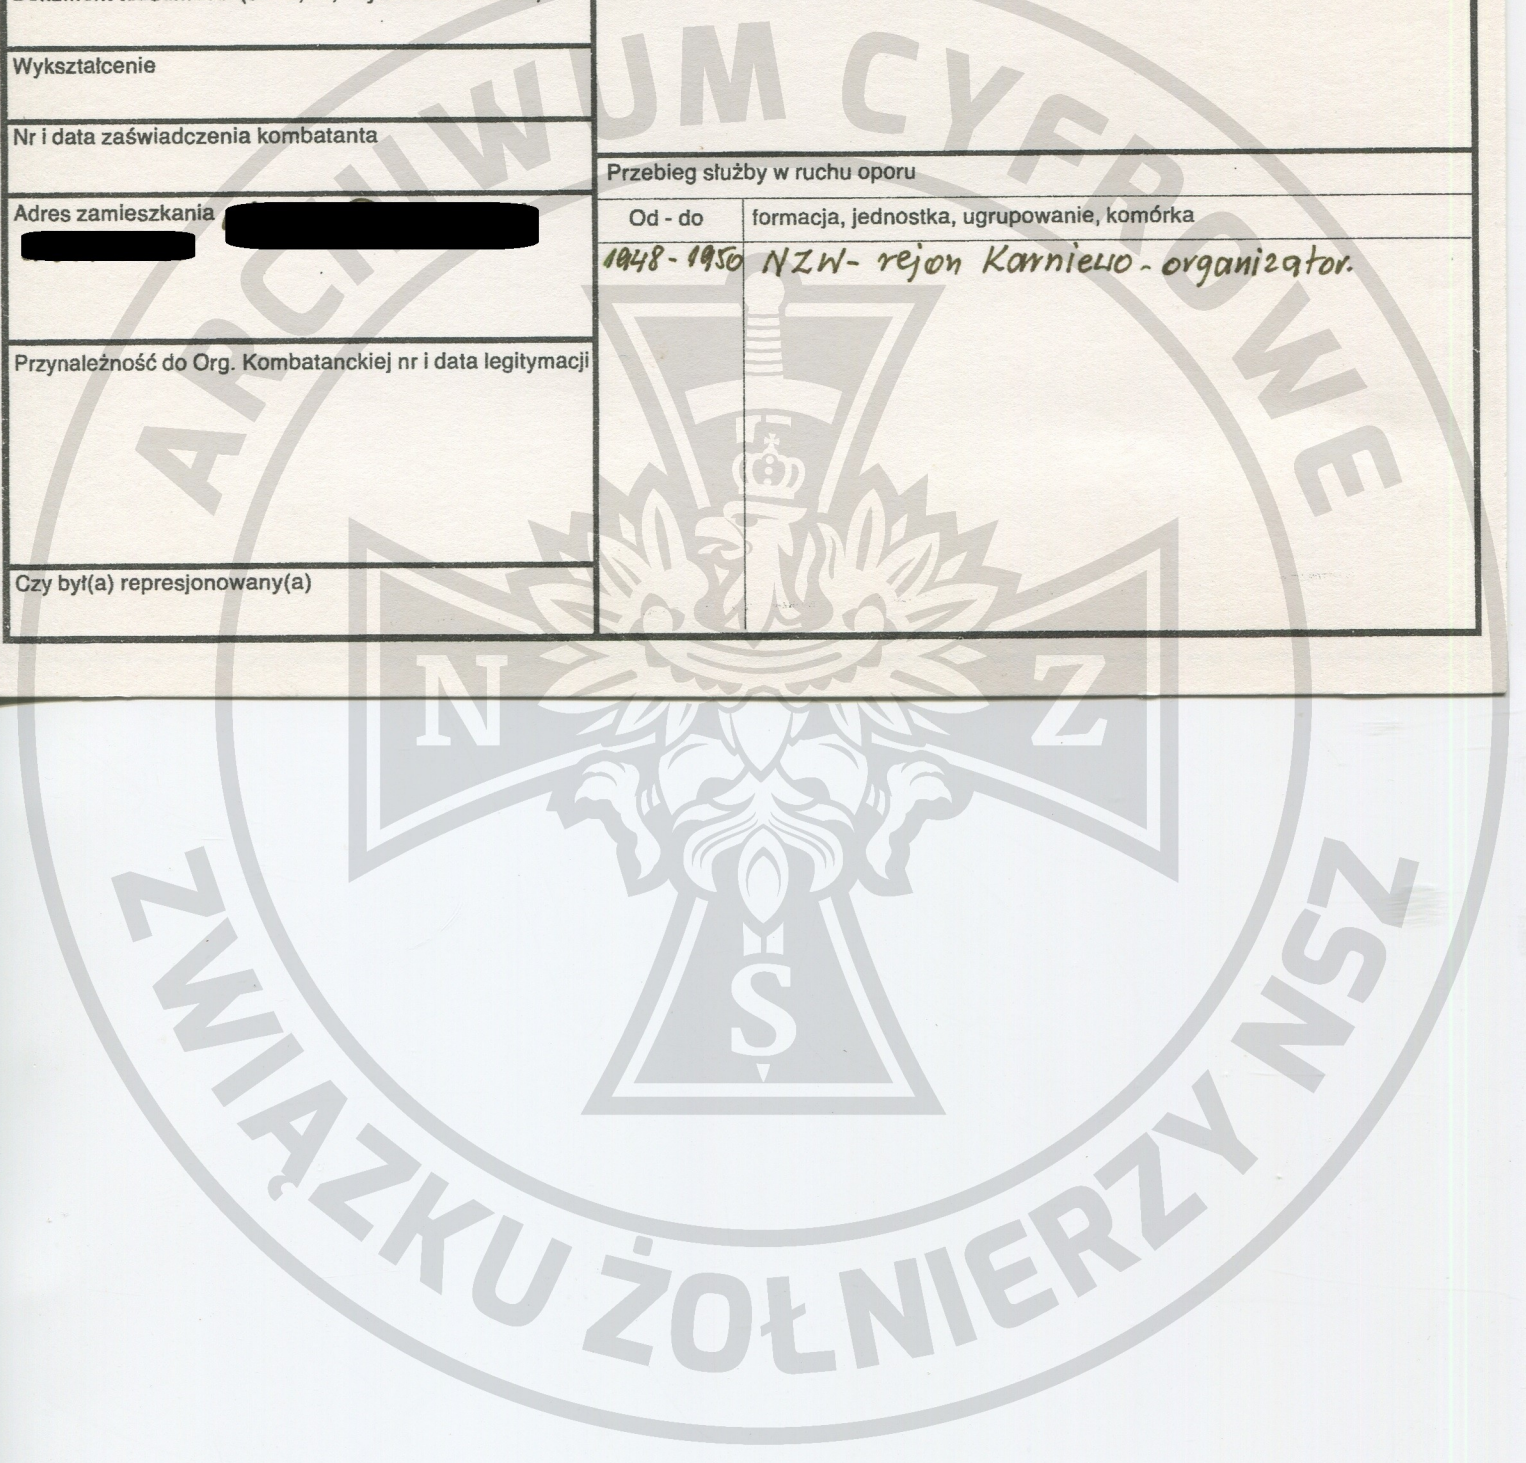 Wykształcenie
Nr i data zaświadczenia kombatanta
Adres zamieszkania
Przynależność do Org. Kombatanckiej nr i data legitymacji
Czy był(a) represjonowany(a)
Przebieg służby w ruchu oporu
Od - do formacja, jednostka, ugrupowanie, komórka
1948 - 1950 NZW - rejon Karniewo - organizator.
ARCHIWUM CYFROWE
N Z
S
ZWIĄZKU ŻOŁNIERZY NSZ